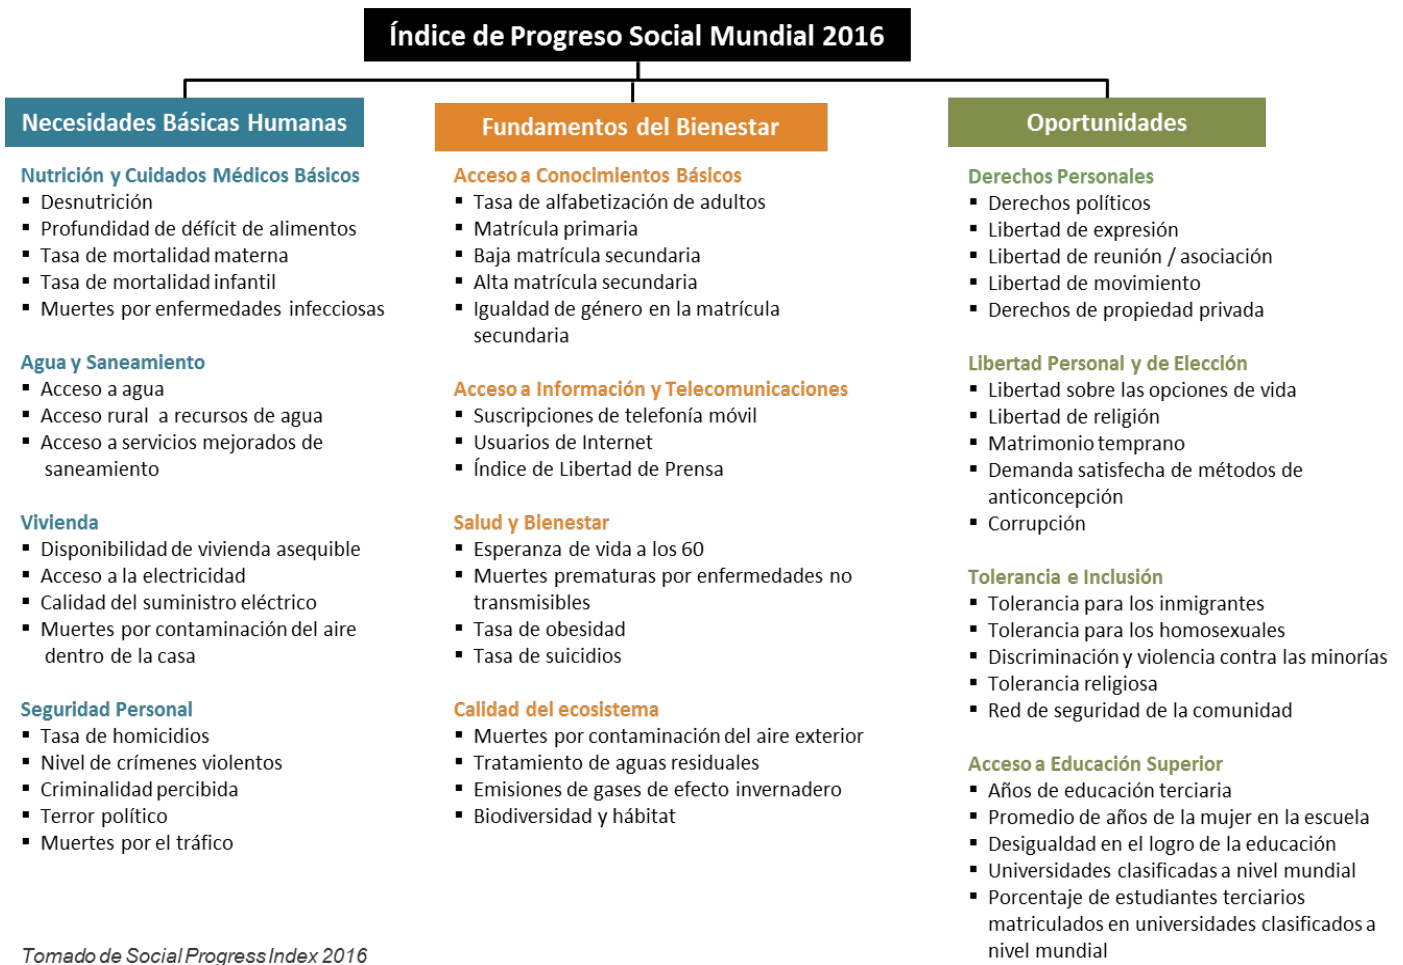 Índice de Progreso Social Mundial 2016
Necesidades Básicas Humanas
Nutrición y Cuidados Médicos Básicos
▪ Desnutrición
▪ Profundidad de défícit de alimentos
▪ Tasa de mortalidad materna
▪ Tasa de mortalidad infantil
▪ Muertes por enfermedades infecciosas
Agua y Saneamiento
▪ Acceso a agua
▪ Acceso rural a recursos de agua
▪ Acceso a servicios mejorados de
saneamiento
Vivienda
▪ Disponibilidad de vivienda asequible
▪ Acceso a la electricidad
▪ Calidad del suministro eléctrico
▪ Muertes por contaminación del aire
dentro de la casa
Seguridad Personal
▪ Tasa de homicidios
▪ Nivel de crímenes violentos
▪ Criminalidad percibida
▪ Terror político
▪ Muertes por el tráfico
Fundamentos del Bienestar
Acceso a Conocimientos Básicos
▪ Tasa de alfabetización de adultos
▪ Matrícula primaria
▪ Baja matrícula secundaria
▪ Alta matrícula secundaria
▪ Igualdad de género en la matrícula
secundaria
Acceso a Información y Telecomunicaciones
▪ Suscripciones de telefonía móvil
▪ Usuarios de Internet
▪ Índice de Libertad de Prensa
Salud y Bienestar
▪ Esperanza de vida a los 60
▪ Muertes prematuras por enfermedades no
transmisibles
▪ Tasa de obesidad
▪ Tasa de suicidios
Calidad del ecosistema
▪ Muertes por contaminación del aire exterior
▪ Tratamiento de aguas residuales
▪ Emisiones de gases de efecto invernadero
▪ Biodiversidad y hábitat
Oportunidades
Derechos Personales
▪ Derechos políticos
▪ Libertad de expresión
▪ Libertad de reunión / asociación
▪ Libertad de movimiento
▪ Derechos de propiedad privada
Libertad Personal y de Elección
▪ Libertad sobre las opciones de vida
▪ Libertad de religión
▪ Matrimonio temprano
▪ Demanda satisfecha de métodos de
anticoncepción
▪ Corrupción
Tolerancia e Inclusión
▪ Tolerancia para los inmigrantes
▪ Tolerancia para los homosexuales
▪ Discriminación y violencia contra las minorías
▪ Tolerancia religiosa
▪ Red de seguridad de la comunidad
Acceso a Educación Superior
▪ Años de educación terciaria
▪ Promedio de años de la mujer en la escuela
▪ Desigualdad en el logro de la educación
▪ Universidades clasificadas a nivel mundial
▪ Porcentaje de estudiantes terciarios
matriculados en universidades clasificados a
nivel mundial
Tomado de Social Progress Index 2016